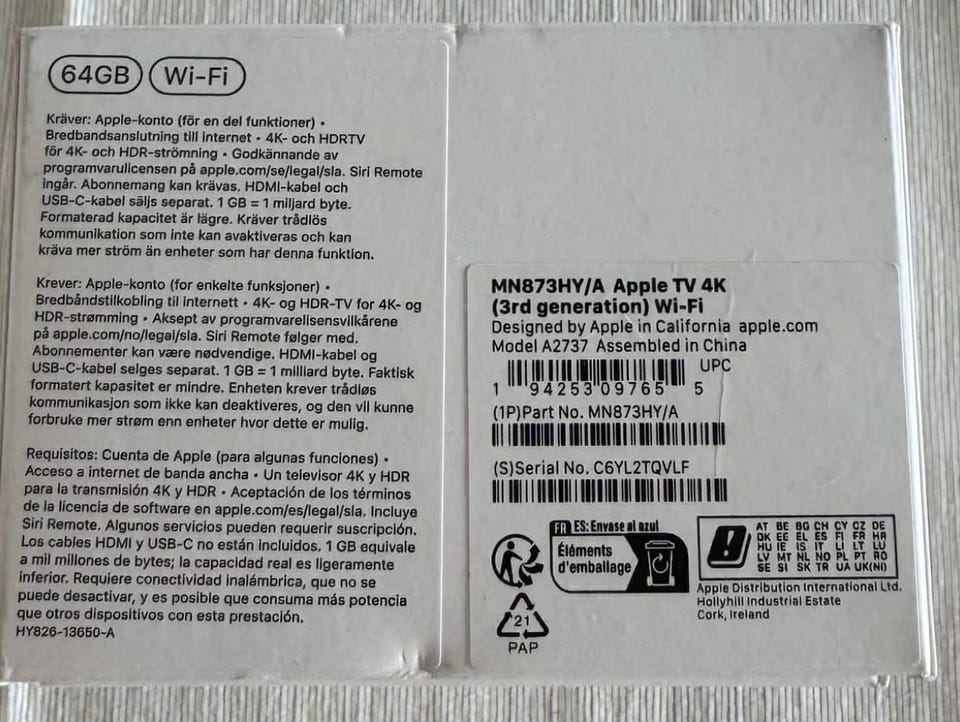 64GB Wi-Fi
Kräver: Apple-konto (för en del funktioner) •
Bredbandsanslutning till internet • 4K- och HDRTV
för 4K- och HDR-strömning • Godkännande av
programvarulicensen på apple.com/se/legal/sla. Siri Remote
ingår. Abonnemang kan krävas. HDMI-kabel och
USB-C-kabel säljs separat. 1 GB = 1 miljard byte.
Formaterad kapacitet är lägre. Kräver trådlös
kommunikation som inte kan avaktiveras och kan
kräva mer ström än enheter som har denna funktion.
Krever: Apple-konto (for enkelte funksjoner) •
Bredbåndstilkobling til internett • 4K- og HDR-TV for 4K- og
HDR-strømming • Aksept av programvarelisensvilkårene
på apple.com/no/legal/sla. Siri Remote følger med.
Abonnementer kan være nødvendige. HDMI-kabel og
USB-C-kabel selges separat. 1 GB = 1 milliard byte. Faktisk
formatert kapasitet er mindre. Enheten krever trådløs
kommunikasjon som ikke kan deaktiveres, og den vil kunne
forbruke mer strøm enn enheter hvor dette er mulig.
Requisitos: Cuenta de Apple (para algunas funciones) •
Acceso a internet de banda ancha • Un televisor 4K y HDR
para la transmisión 4K y HDR • Aceptación de los términos
de la licencia de software en apple.com/es/legal/sla. Incluye
Siri Remote. Algunos servicios pueden requerir suscripción.
Los cables HDMI y USB-C no están incluidos. 1 GB equivale
a mil millones de bytes; la capacidad real es ligeramente
inferior. Requiere conectividad inalámbrica, que no se
puede desactivar, y es posible que consuma más potencia
que otros dispositivos con esta prestación.
HY826-13650-A
MN873HY/A Apple TV 4K
(3rd generation) Wi-Fi
Designed by Apple in California apple.com
Model A2737 Assembled in China
UPC
1 94253 09765 5
(1P)Part No. MN873HY/A
(S)Serial No. C6YL2TQVLF
FR ES: Envase al azul
Éléments
d'emballage
21
PAP
AT BE BG CH CY CZ DE
DK EE EL ES FI FR HR
HU IE IS IT LI LT LU
LV MT NL NO PL PT RO
SE SI SK TR UA UK(NI)
Apple Distribution International Ltd.
Hollyhill Industrial Estate
Cork, Ireland